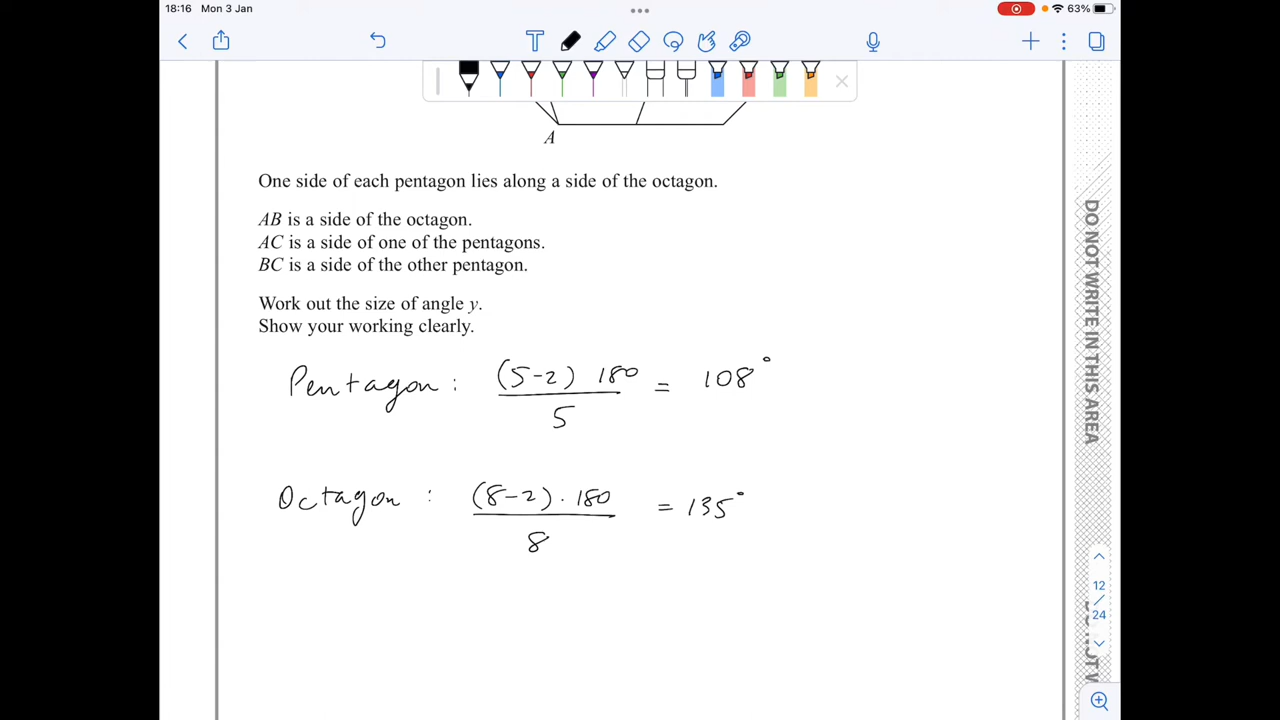 18:16 Mon 3 Jan
63%
A
One side of each pentagon lies along a side of the octagon.
AB is a side of the octagon.
AC is a side of one of the pentagons.
BC is a side of the other pentagon.
Work out the size of angle y.
Show your working clearly.
Pentagon : (5-2) 180 = 108°
5
Octagon : (8-2) . 180 = 135°
8
DO NOT WRITE IN THIS AREA
12
/
24